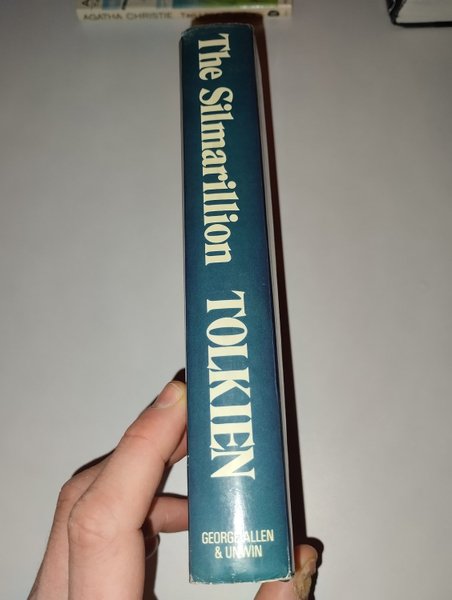 AGATHA CHRISTIE
The Silmarillion TOLKIEN
GEORGE ALLEN
& UNWIN